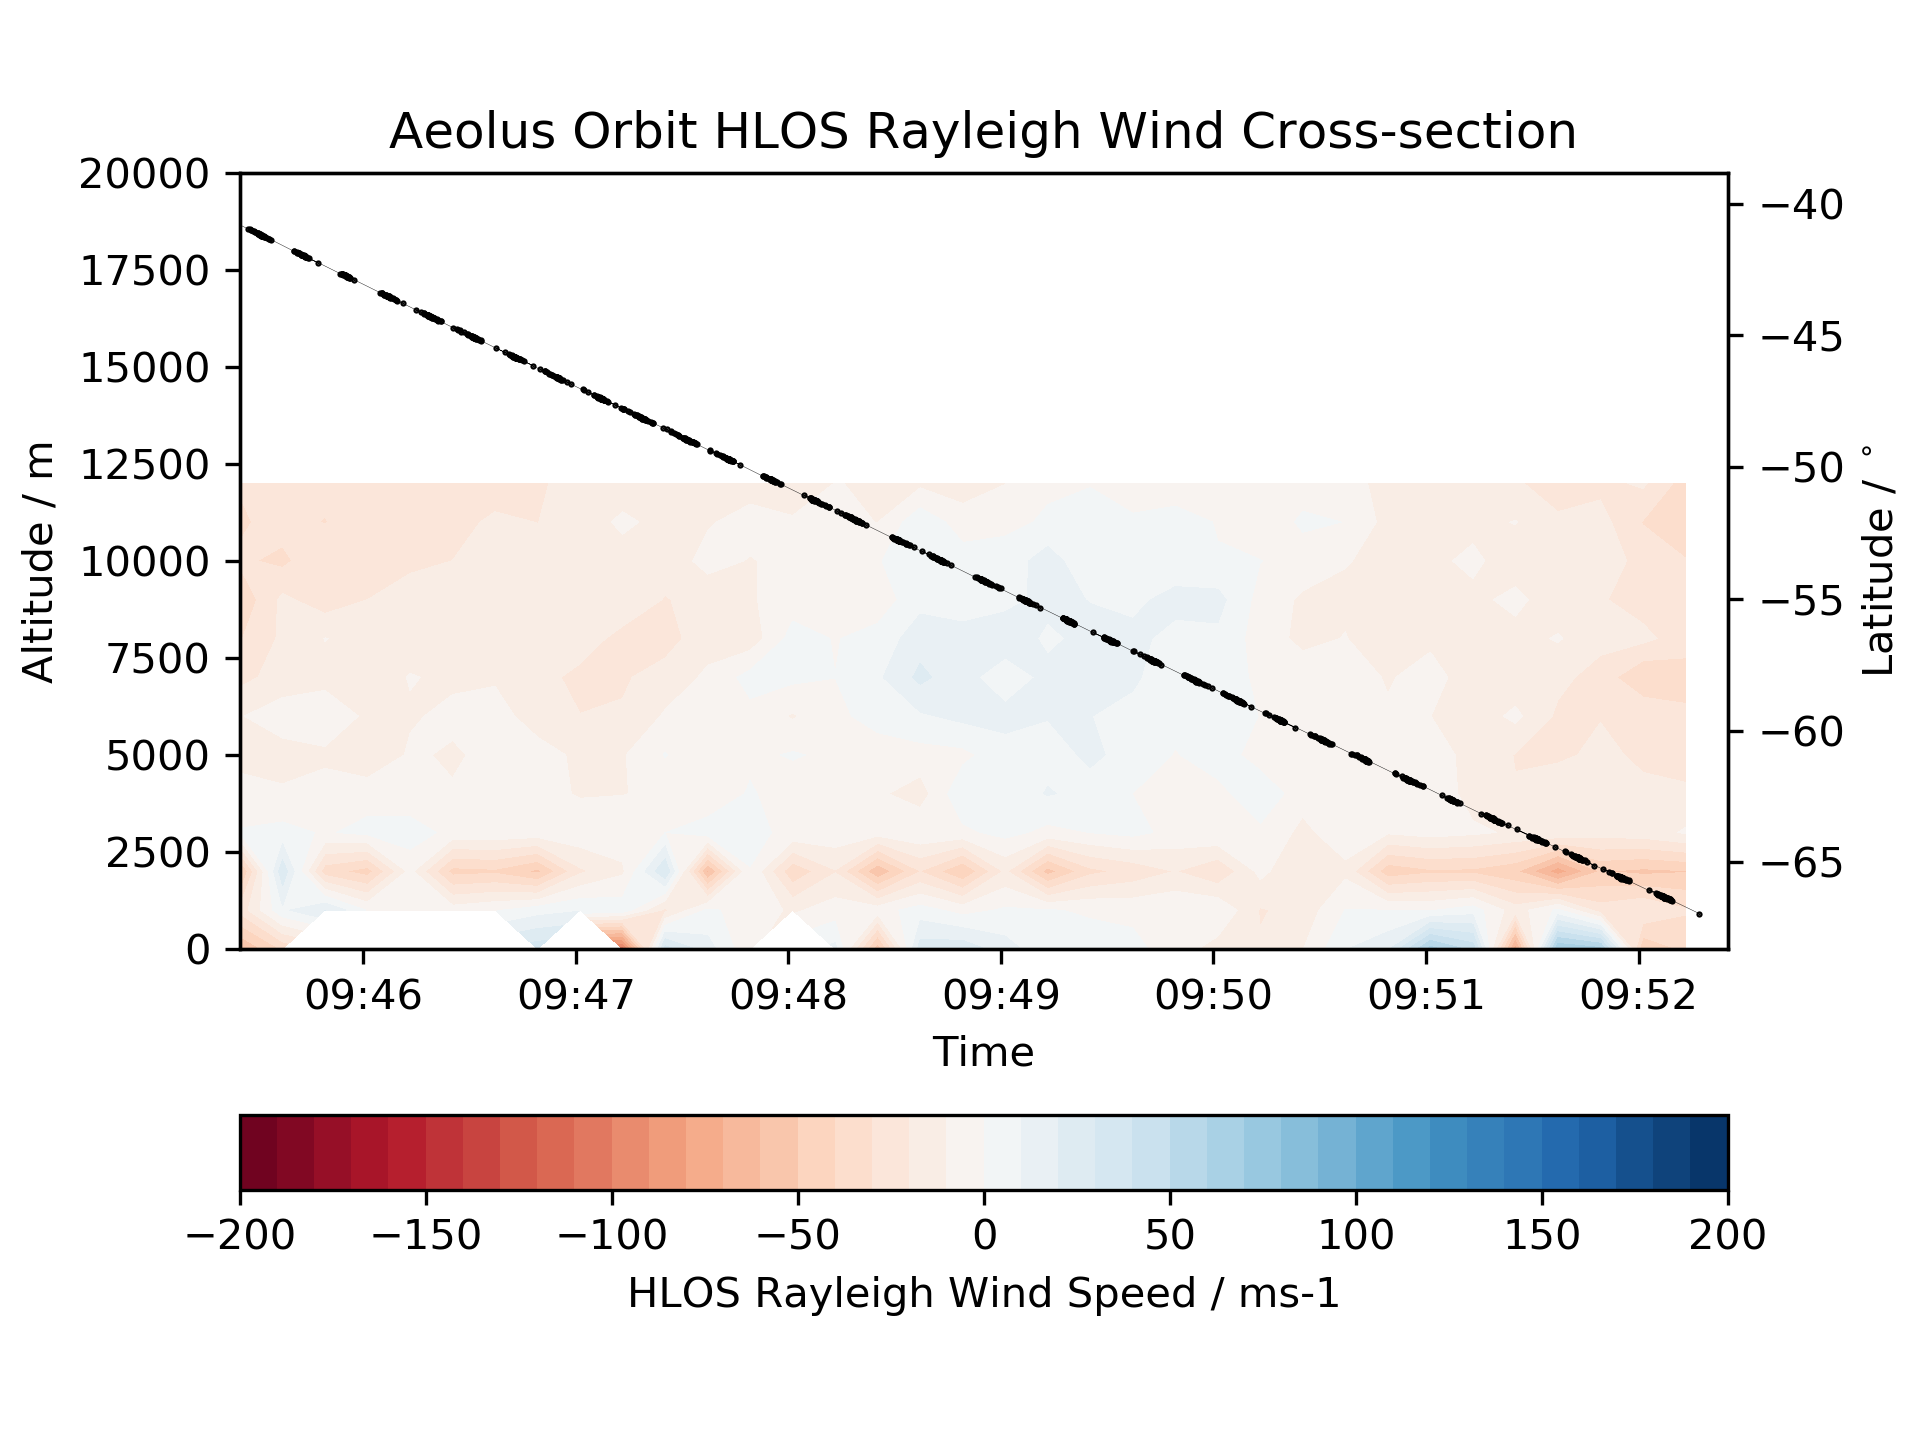 Aeolus Orbit HLOS Rayleigh Wind Cross-section
20000
17500
15000
12500
10000
7500
5000
2500
0
Altitude / m
−40
−45
−50
−55
−60
−65
Latitude / °
09:46 09:47 09:48 09:49 09:50 09:51 09:52
Time
−200 −150 −100 −50 0 50 100 150 200
HLOS Rayleigh Wind Speed / ms-1